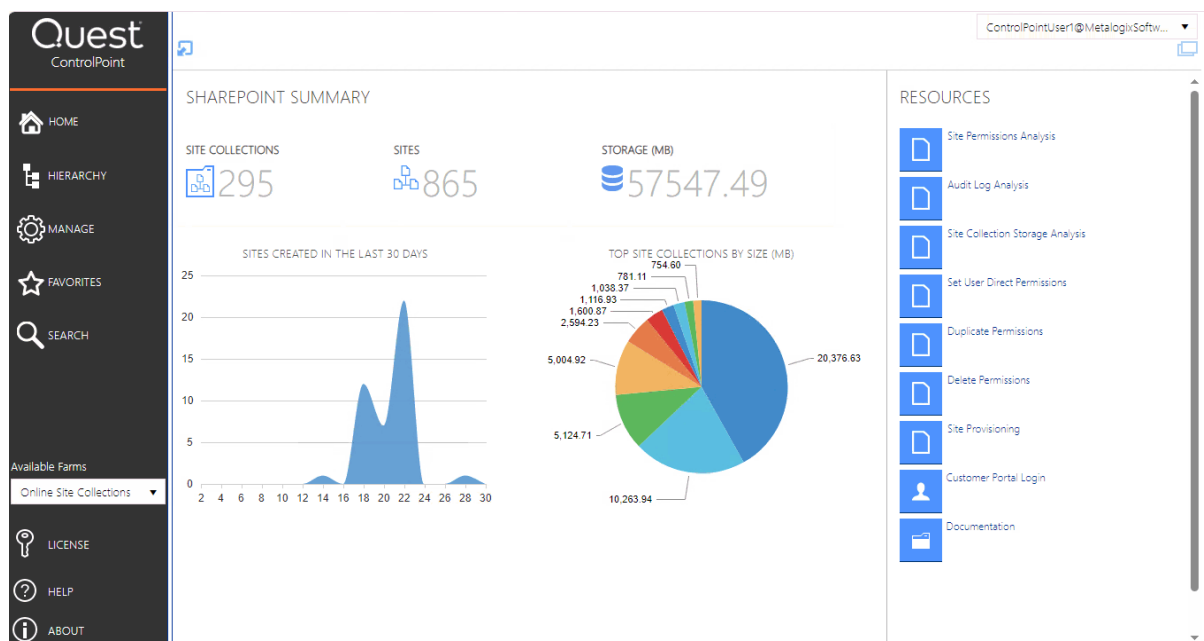 Quest
ControlPoint
HOME
HIERARCHY
MANAGE
FAVORITES
SEARCH
Available Farms
Online Site Collections
LICENSE
HELP
ABOUT
ControlPointUser1@MetalogixSoftw...
SHAREPOINT SUMMARY
SITE COLLECTIONS
295
SITES
865
STORAGE (MB)
57547.49
SITES CREATED IN THE LAST 30 DAYS
25
20
15
10
5
0
2 4 6 8 10 12 14 16 18 20 22 24 26 28 30
TOP SITE COLLECTIONS BY SIZE (MB)
754.60
781.11
1,038.37
1,116.93
1,600.87
2,594.23
5,004.92
5,124.71
10,263.94
20,376.63
RESOURCES
Site Permissions Analysis
Audit Log Analysis
Site Collection Storage Analysis
Set User Direct Permissions
Duplicate Permissions
Delete Permissions
Site Provisioning
Customer Portal Login
Documentation